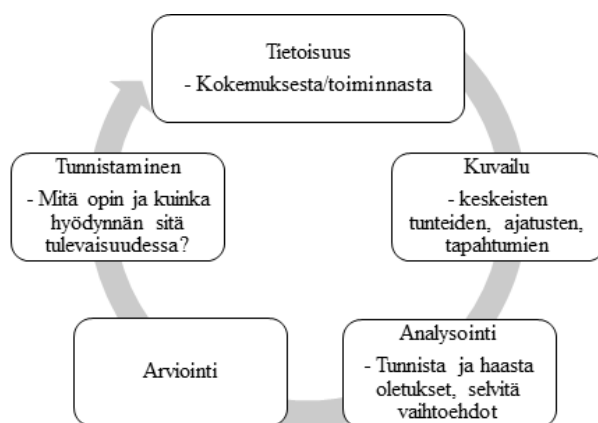 Tietoisuus
- Kokemuksesta/toiminnasta
Kuvailu
- keskeisten
tunteiden, ajatusten,
tapahtumien
Analysointi
- Tunnista ja haasta
oletukset, selvitä
vaihtoehdot
Arviointi
Tunnistaminen
- Mitä opin ja kuinka
hyödynnän sitä
tulevaisuudessa?